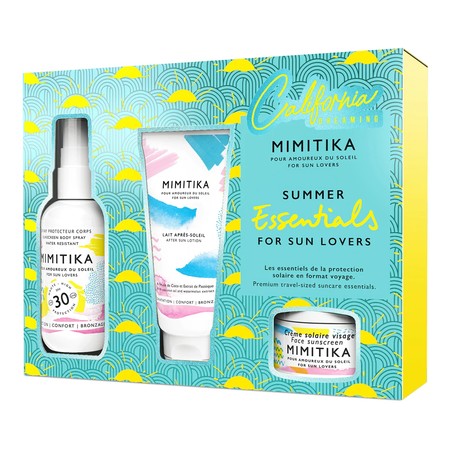 California
DREAMING
MIMITIKA
POUR AMOUREUX DU SOLEIL
FOR SUN LOVERS
SUMMER
Essentials
FOR SUN LOVERS
Les essentiels de la protection
solaire en format voyage.
Premium travel-sized suncare essentials.
PROTECTEUR CORPS
SUNSCREEN BODY SPRAY
WATER RESISTANT
MIMITIKA
POUR AMOUREUX DU SOLEIL
FOR SUN LOVERS
30
CONFORT | BRONZAG
MIMITIKA
POUR AMOUREUX DU SOLEIL
FOR SUN LOVERS
LAIT APRÈS-SOLEIL
AFTER SUN LOTION
CONFORT | BRONZ
Crème solaire visage
Face sunscreen
MIMITIKA
POUR AMOUREUX DU SOLEIL
FOR SUN LOVERS